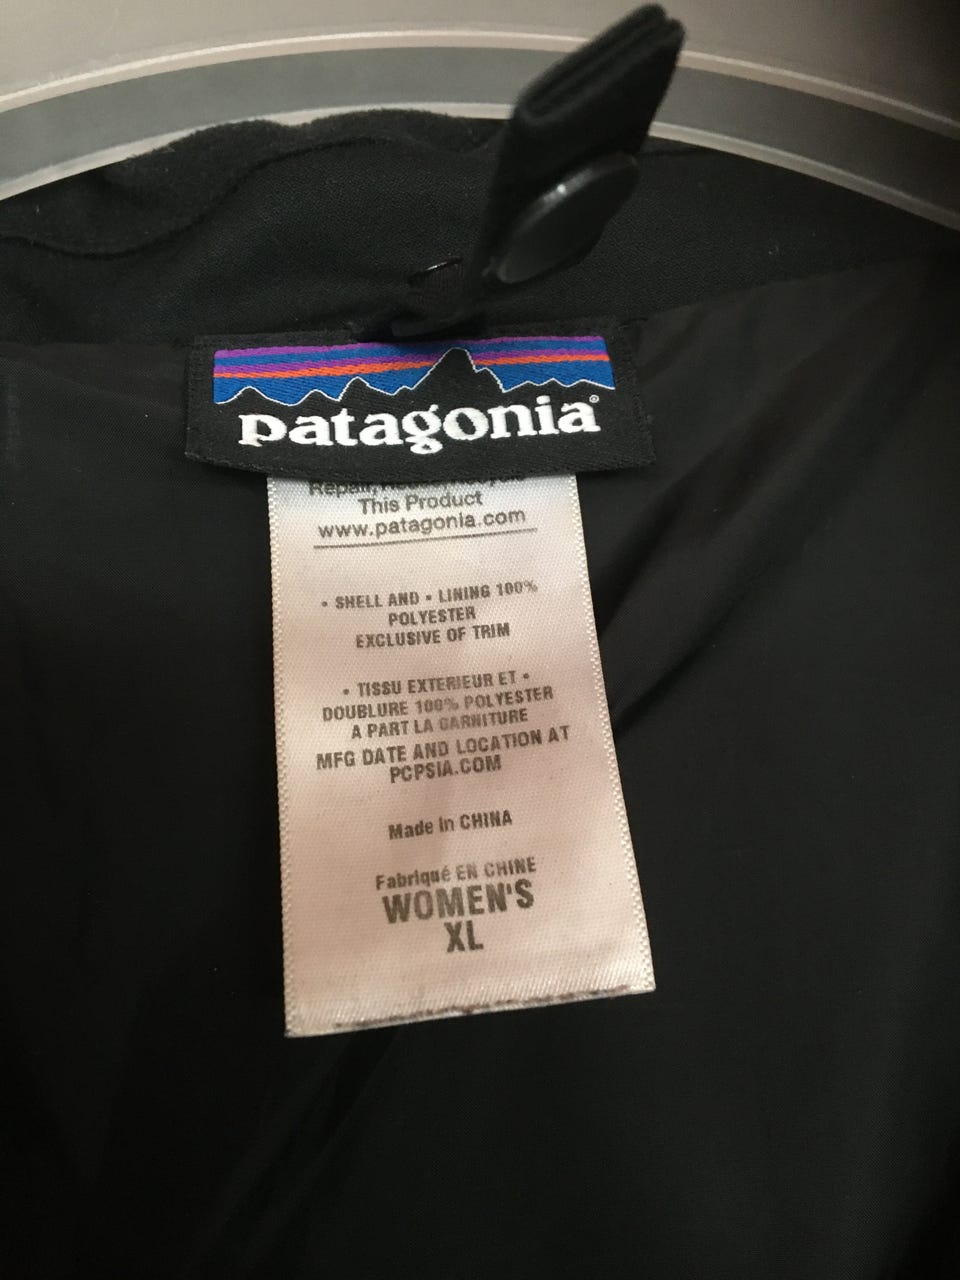 patagonia®
This Product
www.patagonia.com
• SHELL AND • LINING 100%
POLYESTER
EXCLUSIVE OF TRIM
• TISSU EXTERIEUR ET •
DOUBLURE 100% POLYESTER
A PART LA GARNITURE
MFG DATE AND LOCATION AT
PCPSIA.COM
Made in CHINA
Fabriqué EN CHINE
WOMEN'S
XL